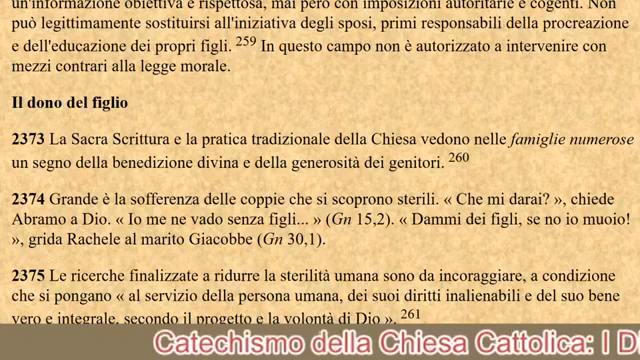 un'informazione obiettiva e rispettosa, mai però con imposizioni autoritarie e cogenti. Non
può legittimamente sostituirsi all'iniziativa degli sposi, primi responsabili della procreazione
e dell'educazione dei propri figli. 259 In questo campo non è autorizzato a intervenire con
mezzi contrari alla legge morale.
Il dono del figlio
2373 La Sacra Scrittura e la pratica tradizionale della Chiesa vedono nelle famiglie numerose
un segno della benedizione divina e della generosità dei genitori. 260
2374 Grande è la sofferenza delle coppie che si scoprono sterili. « Che mi darai? », chiede
Abramo a Dio. « Io me ne vado senza figli... » (Gn 15,2). « Dammi dei figli, se no io muoio!
», grida Rachele al marito Giacobbe (Gn 30,1).
2375 Le ricerche finalizzate a ridurre la sterilità umana sono da incoraggiare, a condizione
che si pongano « al servizio della persona umana, dei suoi diritti inalienabili e del suo bene
vero e integrale, secondo il progetto e la volontà di Dio ». 261
Catechismo della Chiesa Cattolica: I D